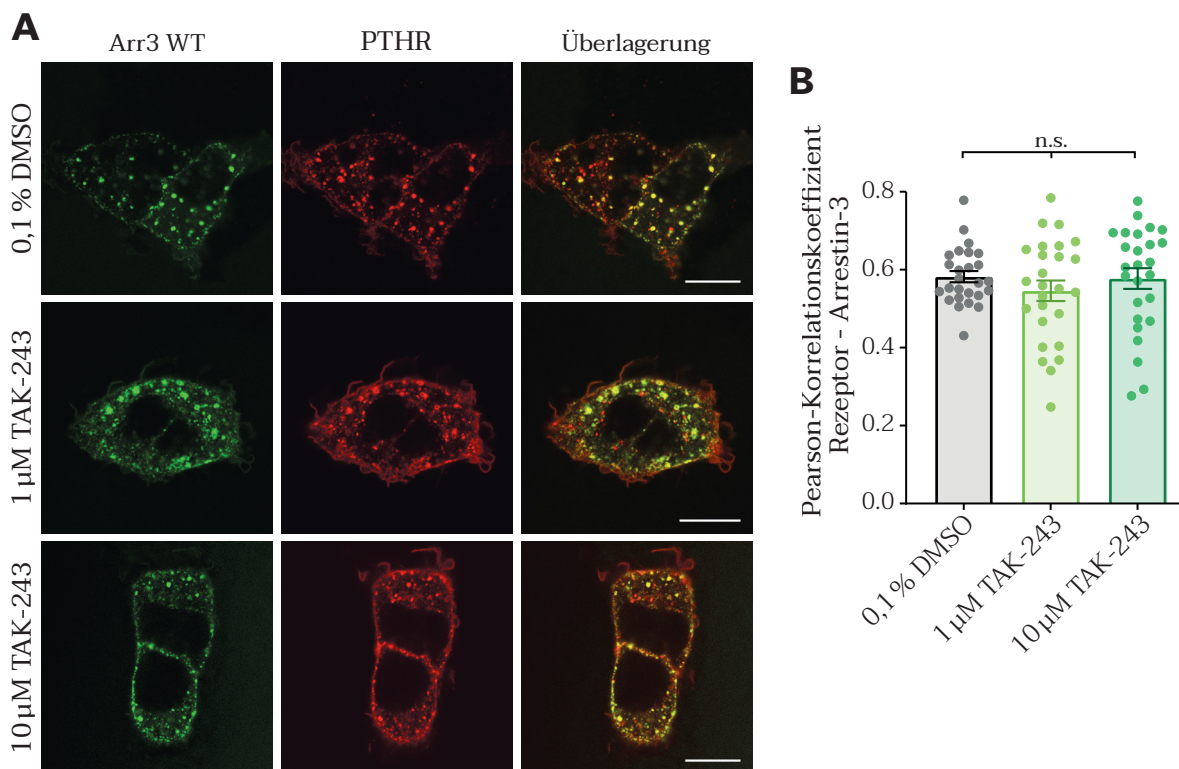 A
Arr3 WT
PTHR
Überlagerung
0,1 % DMSO
1 µM TAK-243
10 µM TAK-243
B
Pearson-Korrelationskoeffizient
Rezeptor - Arrestin-3
n.s.
0.8
0.6
0.4
0.2
0.0
0,1 % DMSO
1 µM TAK-243
10 µM TAK-243